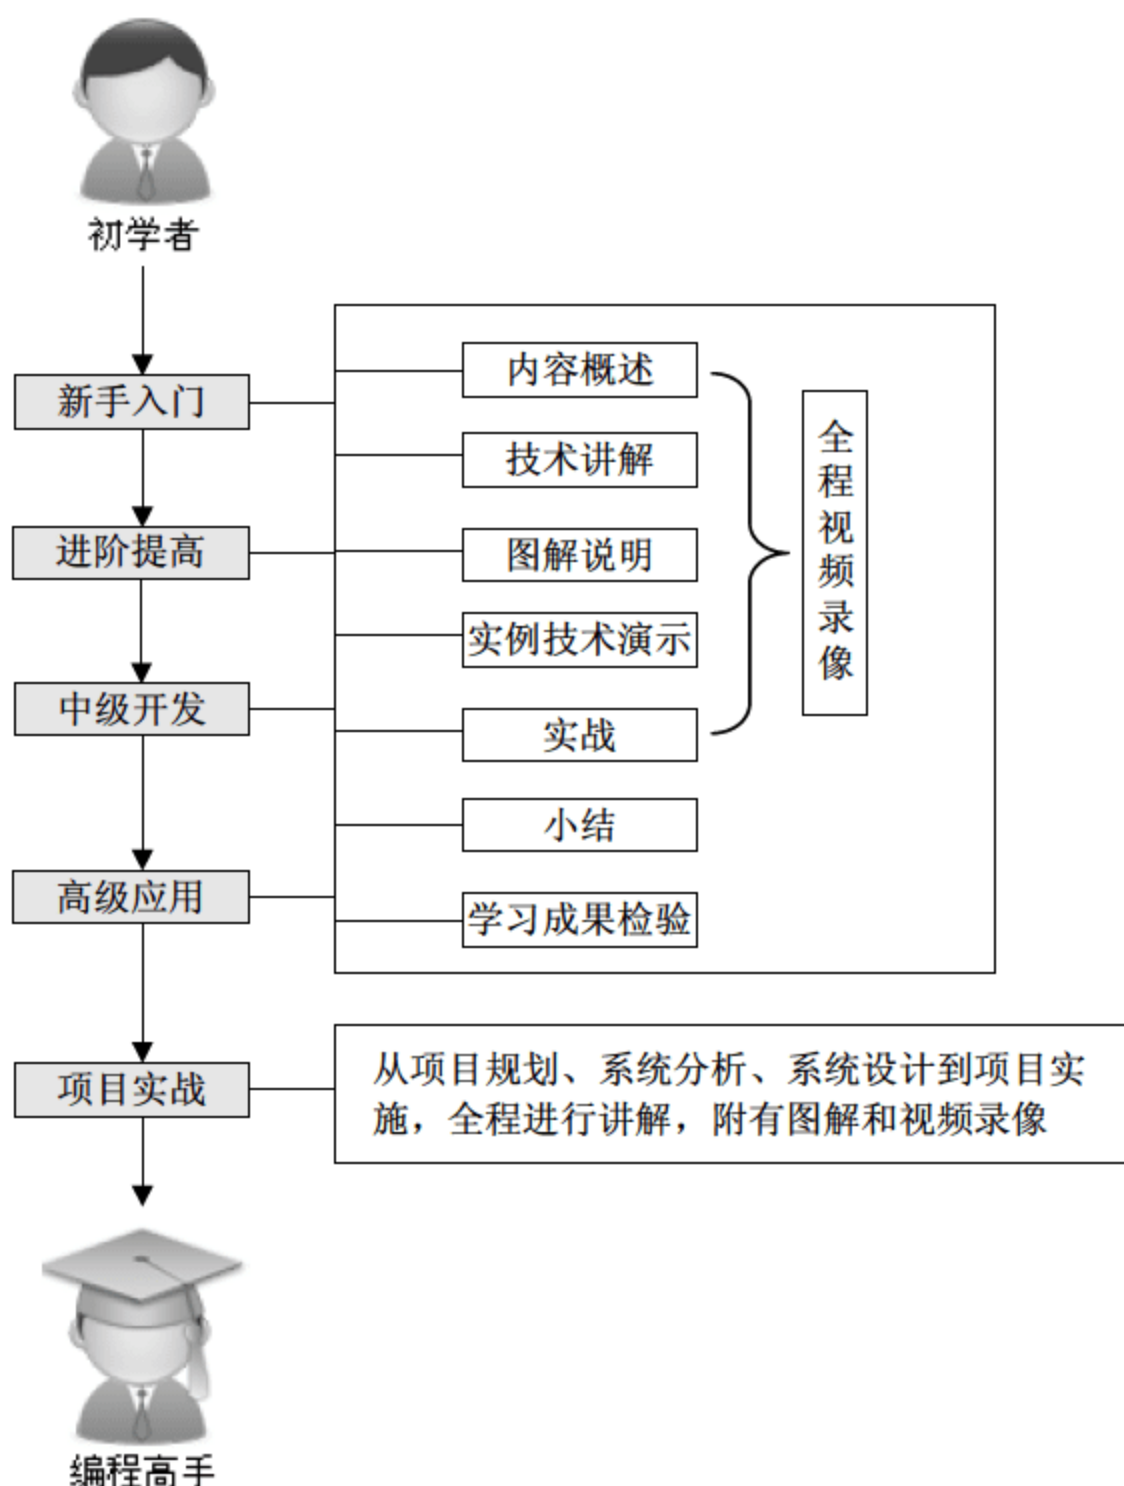 初学者
新手入门
进阶提高
中级开发
高级应用
项目实战
编程高手
内容概述
技术讲解
图解说明
实例技术演示
实战
小结
学习成果检验
全程视频录像
从项目规划、系统分析、系统设计到项目实
施，全程进行讲解，附有图解和视频录像